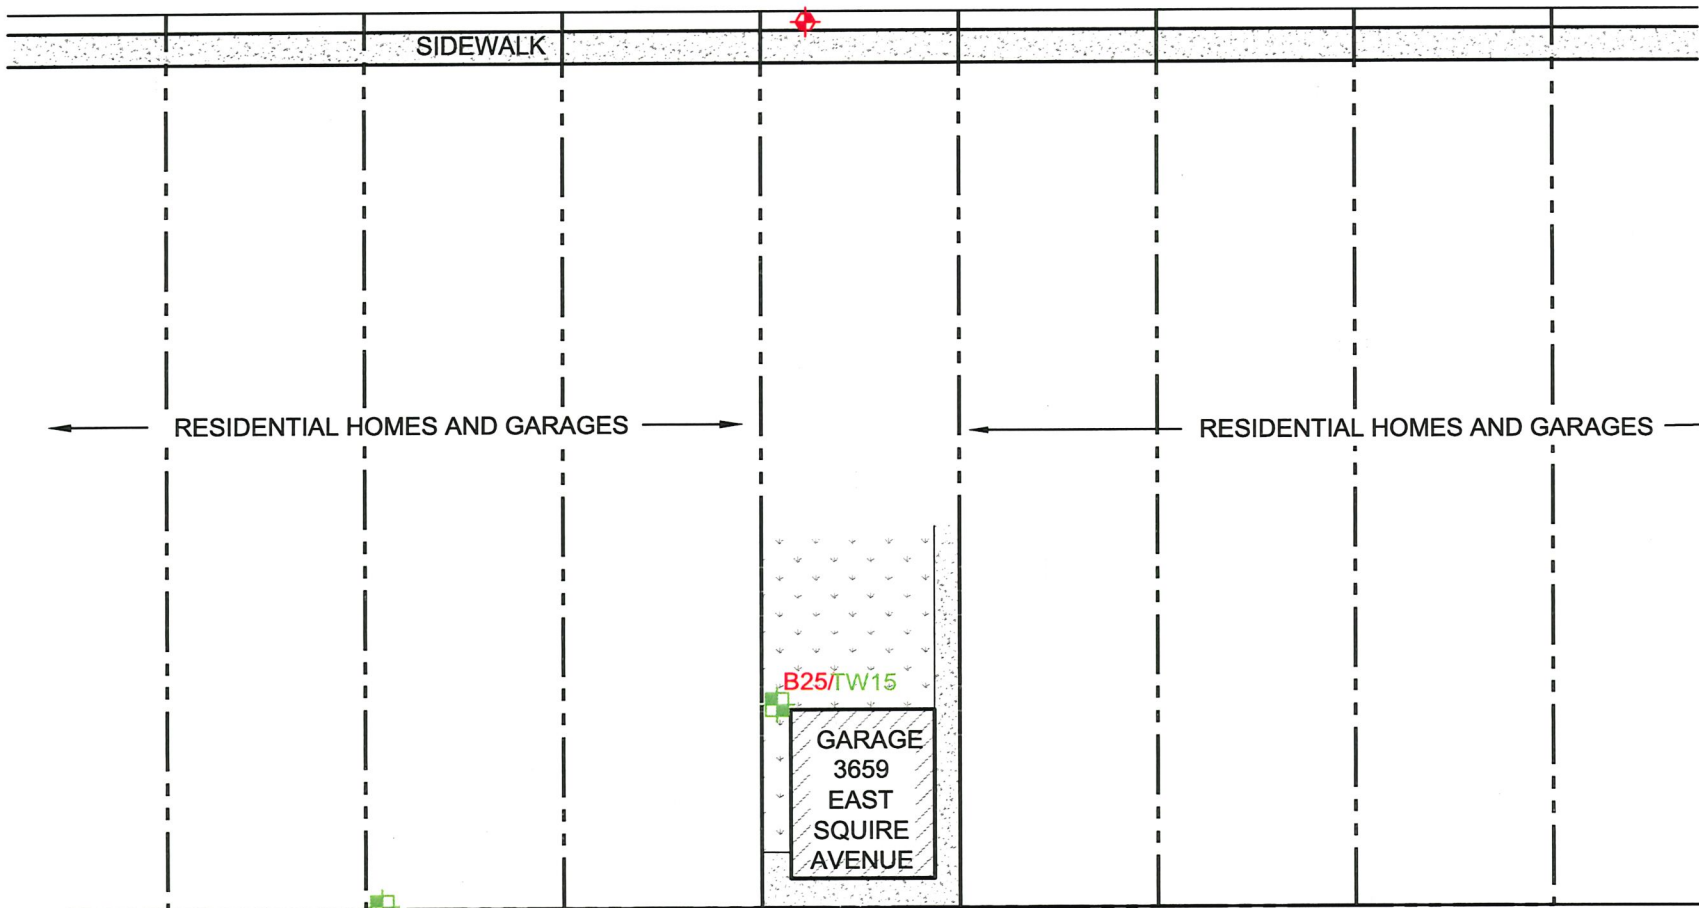 SIDEWALK
RESIDENTIAL HOMES AND GARAGES
RESIDENTIAL HOMES AND GARAGES
B25/TW15
GARAGE
3659
EAST
SQUIRE
AVENUE